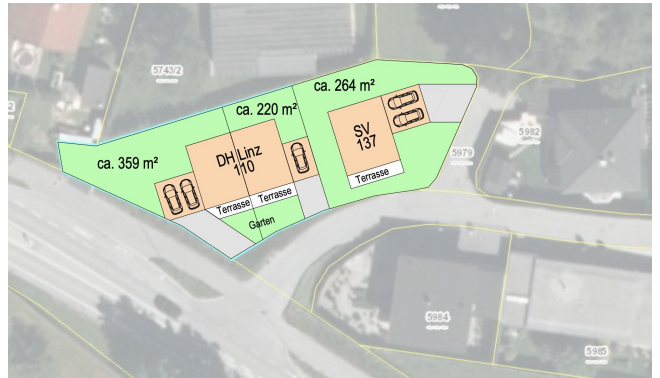 5743/2
ca. 264 m²
ca. 220 m²
ca. 359 m²
DH Linz
110
SV
137
Terrasse
Terrasse
Terrasse
Garten
5982
5979
5984
5985